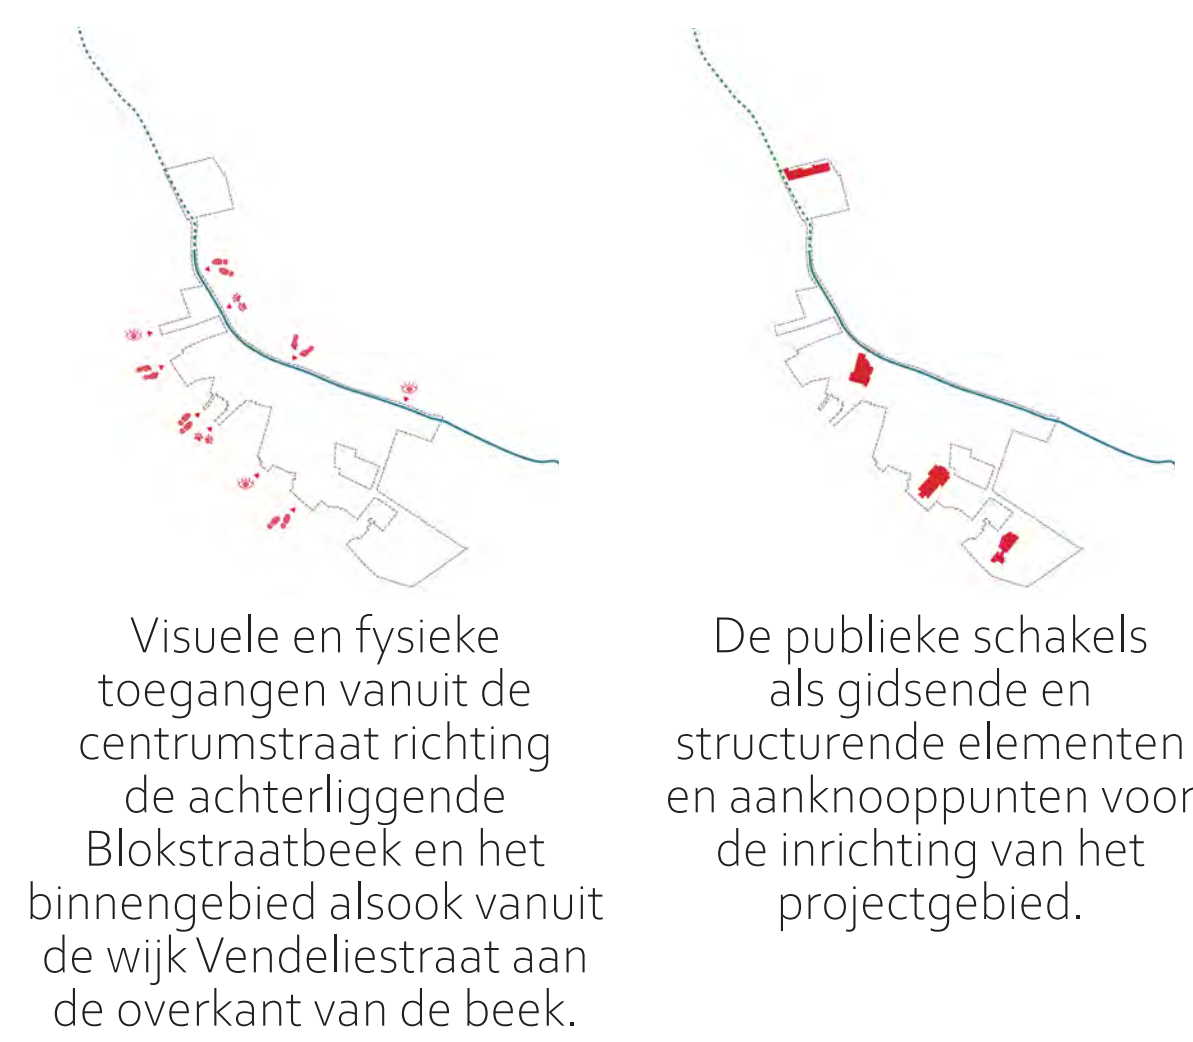 Visuele en fysieke
toegangen vanuit de
centrumstraat richting
de achterliggende
Blokstraatbeek en het
binnengebied alsook vanuit
de wijk Vendeliestraat aan
de overkant van de beek.
De publieke schakels
als gidsende en
structurende elementen
en aanknooppunten voor
de inrichting van het
projectgebied.